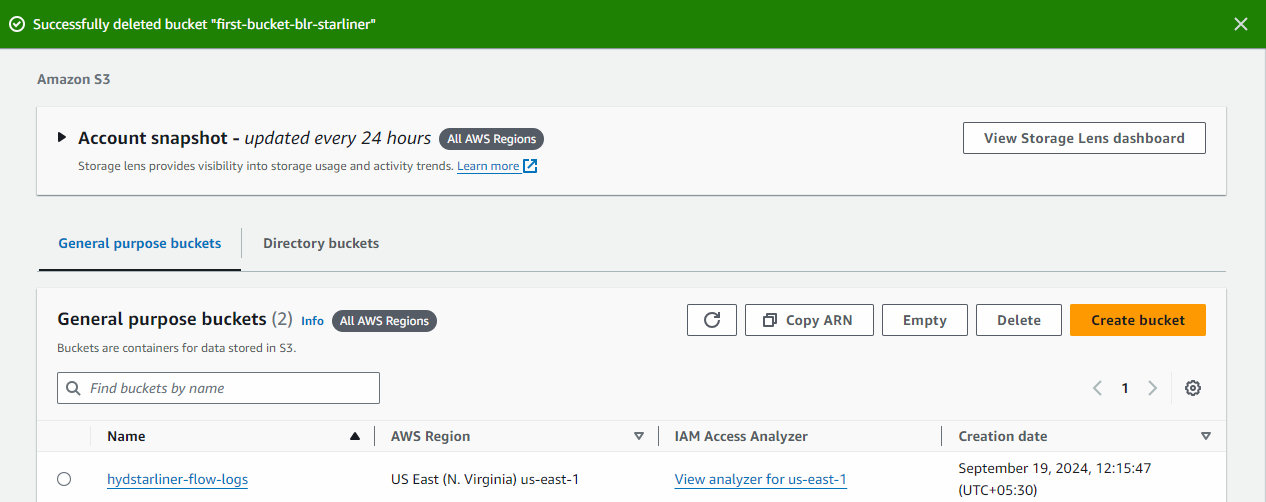 Successfully deleted bucket "first-bucket-blr-starliner"
Amazon S3
Account snapshot - updated every 24 hours All AWS Regions
View Storage Lens dashboard
Storage lens provides visibility into storage usage and activity trends. Learn more
General purpose buckets Directory buckets
General purpose buckets (2) Info All AWS Regions
Copy ARN Empty Delete Create bucket
Buckets are containers for data stored in S3.
Find buckets by name
1
Name AWS Region IAM Access Analyzer Creation date
hydstarliner-flow-logs US East (N. Virginia) us-east-1 View analyzer for us-east-1 September 19, 2024, 12:15:47
(UTC+05:30)